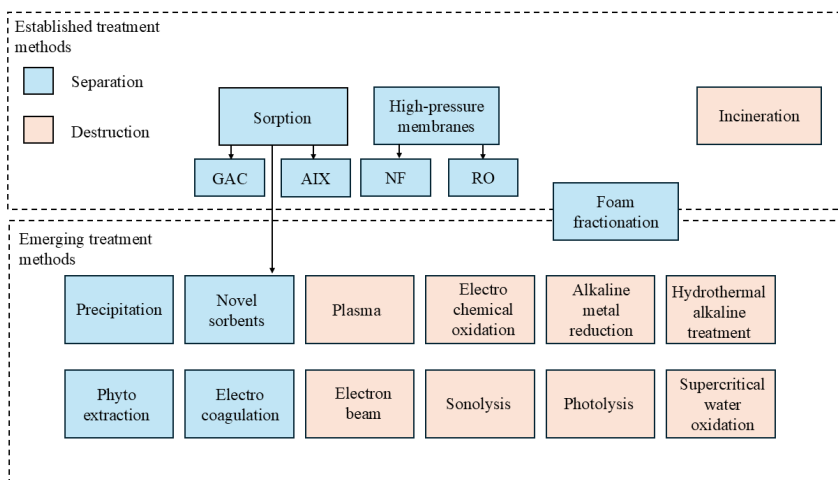 Established treatment
methods
Separation
Destruction
Sorption
High-pressure
membranes
Incineration
GAC
AIX
NF
RO
Foam
fractionation
Emerging treatment
methods
Precipitation
Novel
sorbents
Plasma
Electro
chemical
oxidation
Alkaline
metal
reduction
Hydrothermal
alkaline
treatment
Phyto
extraction
Electro
coagulation
Electron
beam
Sonolysis
Photolysis
Supercritical
water
oxidation